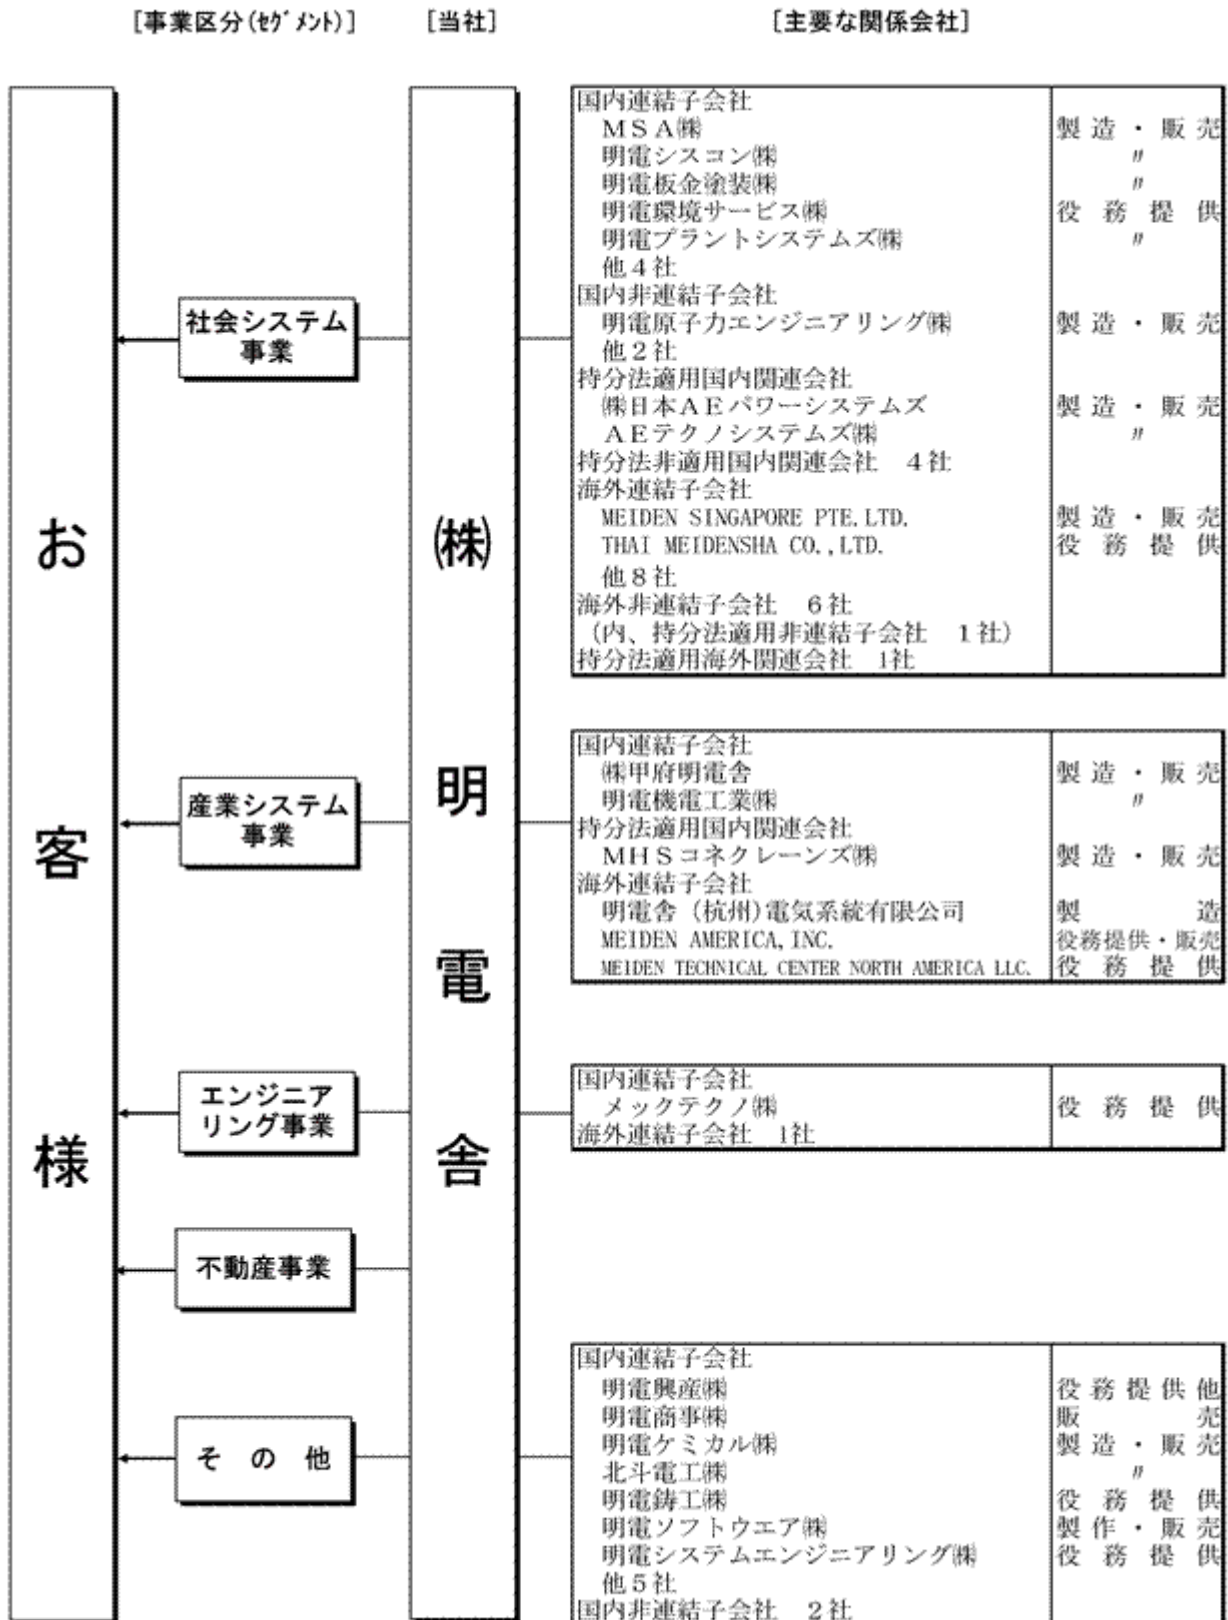 [事業区分(ｾｸﾞﾒﾝﾄ)] [当社] [主要な関係会社]
お客様
㈱明電舎
社会システム
事業
国内連結子会社
MSA㈱ 製造・販売
明電シスコン㈱ 〃
明電板金塗装㈱ 〃
明電環境サービス㈱ 役務提供
明電プラントシステムズ㈱ 〃
他4社
国内非連結子会社
明電原子力エンジニアリング㈱ 製造・販売
他2社
持分法適用国内関連会社
㈱日本AEパワーシステムズ 製造・販売
AEテクノシステムズ㈱ 〃
持分法非適用国内関連会社 4社
海外連結子会社
MEIDEN SINGAPORE PTE.LTD. 製造・販売
THAI MEIDENSHA CO.,LTD. 役務提供
他8社
海外非連結子会社 6社
(内、持分法適用非連結子会社 1社)
持分法適用海外関連会社 1社
産業システム
事業
国内連結子会社
㈱甲府明電舎 製造・販売
明電機電工業㈱ 〃
持分法適用国内関連会社
MHSコネクレーンズ㈱ 製造・販売
海外連結子会社
明電舎(杭州)電気系統有限公司 製造
MEIDEN AMERICA,INC. 役務提供・販売
MEIDEN TECHNICAL CENTER NORTH AMERICA LLC. 役務提供
エンジニア
リング事業
国内連結子会社
メックテクノ㈱ 役務提供
海外連結子会社 1社
不動産事業
その他
国内連結子会社
明電興産㈱ 役務提供他
明電商事㈱ 販売
明電ケミカル㈱ 製造・販売
北斗電工㈱ 〃
明電鋳工㈱ 役務提供
明電ソフトウエア㈱ 製作・販売
明電システムエンジニアリング㈱ 役務提供
他5社
国内非連結子会社 2社